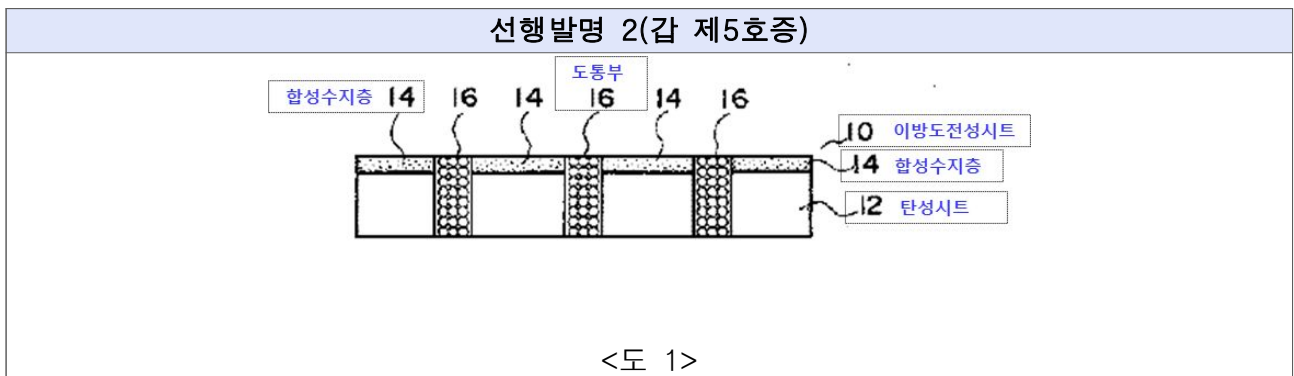 선행발명 2(갑 제5호증)
도통부
합성수지층 14 16 14 16 14 16
10 이방도전성시트
14 합성수지층
12 탄성시트
<도 1>